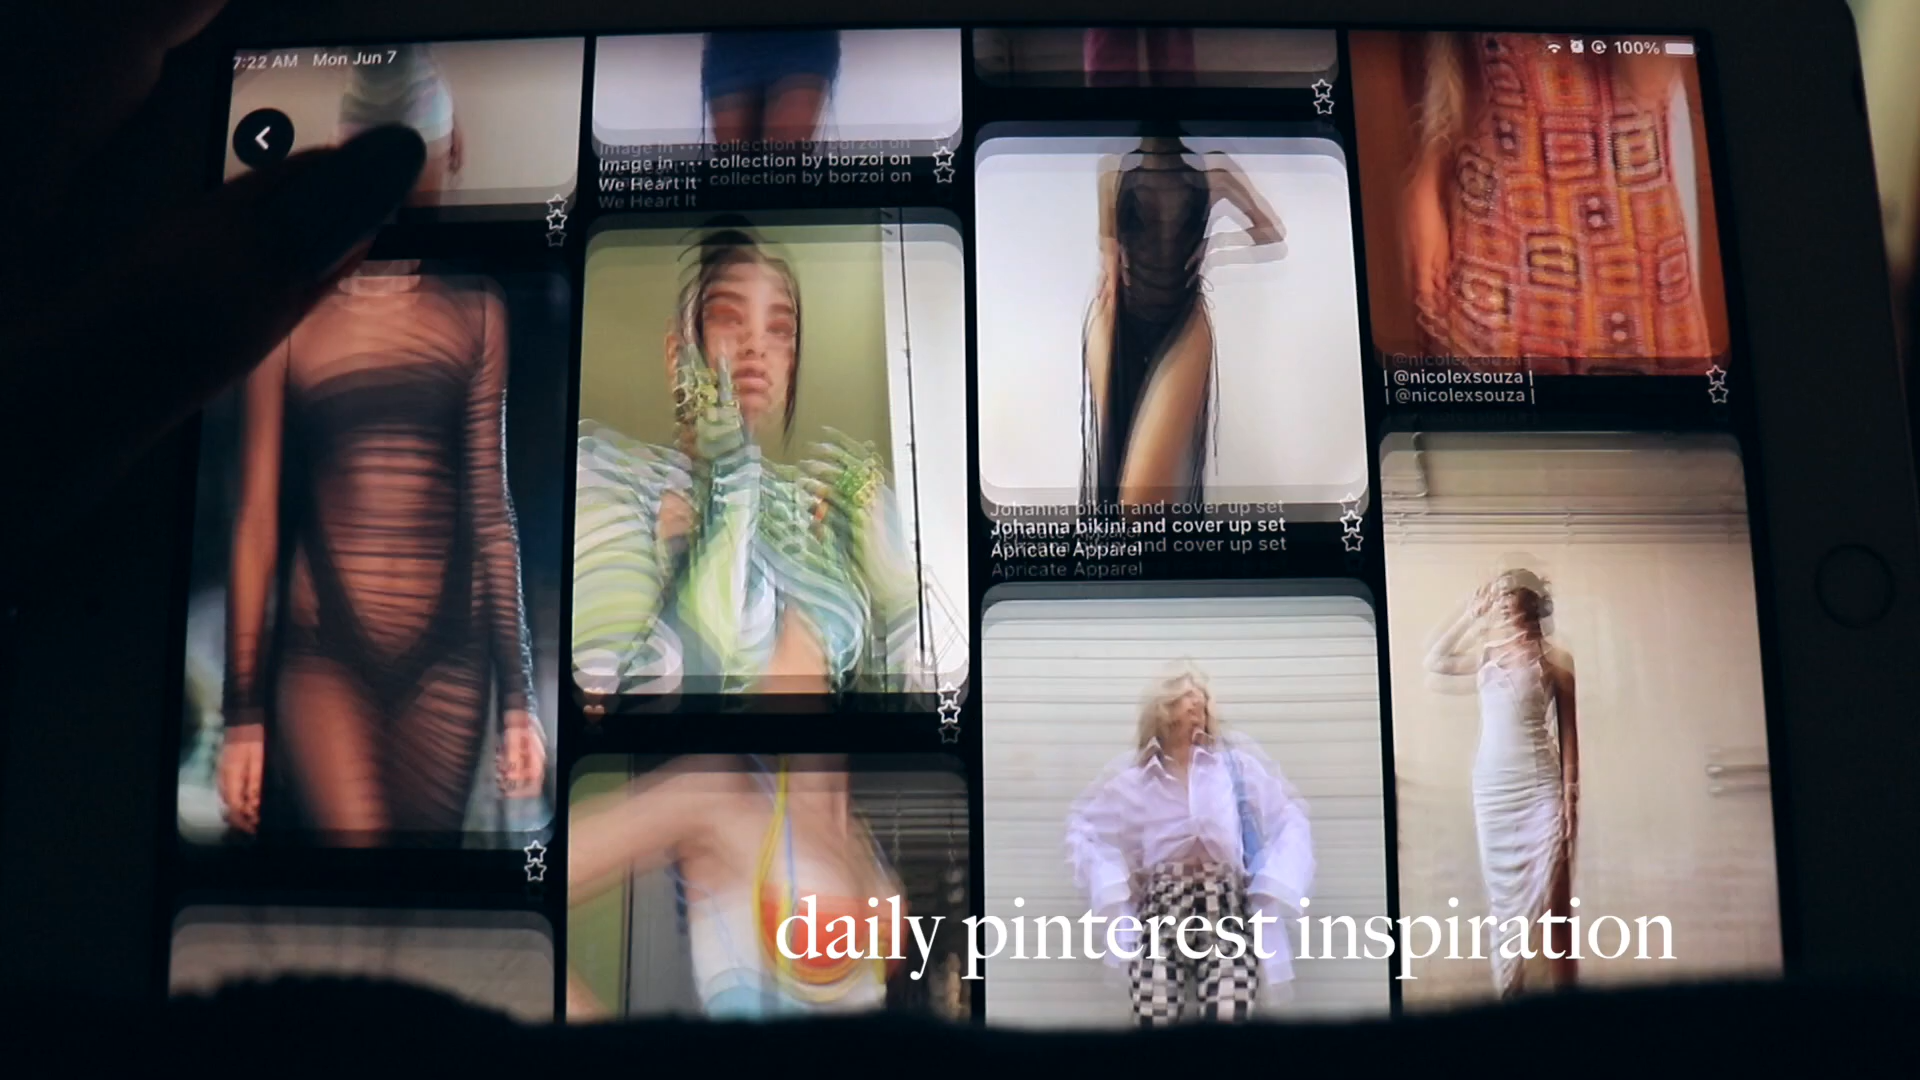 7:22 AM Mon Jun 7
100%
Image in ··· collection by borzoi on
We Heart It
| @nicolexsouza |
Johanna bikini and cover up set
Apricate Apparel
daily pinterest inspiration